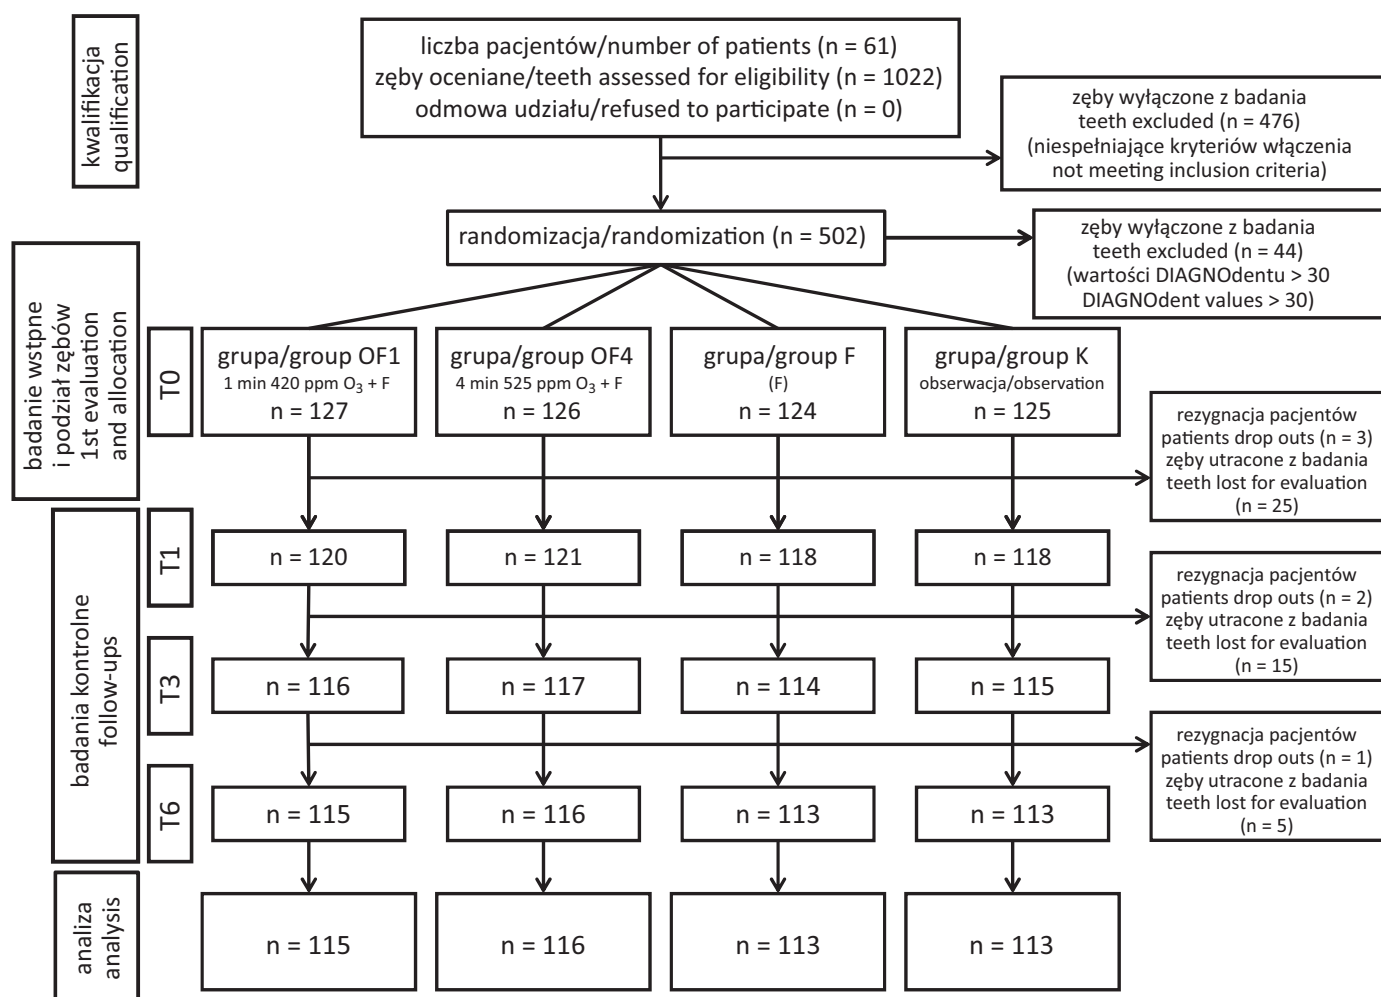 kwalifikacja
qualification
liczba pacjentów/number of patients (n = 61)
zęby oceniane/teeth assessed for eligibility (n = 1022)
odmowa udziału/refused to participate (n = 0)
zęby wyłączone z badania
teeth excluded (n = 476)
(niespełniające kryteriów włączenia
not meeting inclusion criteria)
randomizacja/randomization (n = 502)
zęby wyłączone z badania
teeth excluded (n = 44)
(wartości DIAGNOdentu > 30
DIAGNOdent values > 30)
badanie wstpne
i podział zębów
1st evaluation
and allocation
T0
grupa/group OF1
1 min 420 ppm O₃ + F
n = 127
grupa/group OF4
4 min 525 ppm O₃ + F
n = 126
grupa/group F
(F)
n = 124
grupa/group K
obserwacja/observation
n = 125
rezygnacja pacjentów
patients drop outs (n = 3)
zęby utracone z badania
teeth lost for evaluation
(n = 25)
badania kontrolne
follow-ups
T1
n = 120
n = 121
n = 118
n = 118
rezygnacja pacjentów
patients drop outs (n = 2)
zęby utracone z badania
teeth lost for evaluation
(n = 15)
T3
n = 116
n = 117
n = 114
n = 115
rezygnacja pacjentów
patients drop outs (n = 1)
zęby utracone z badania
teeth lost for evaluation
(n = 5)
T6
n = 115
n = 116
n = 113
n = 113
analiza
analysis
n = 115
n = 116
n = 113
n = 113